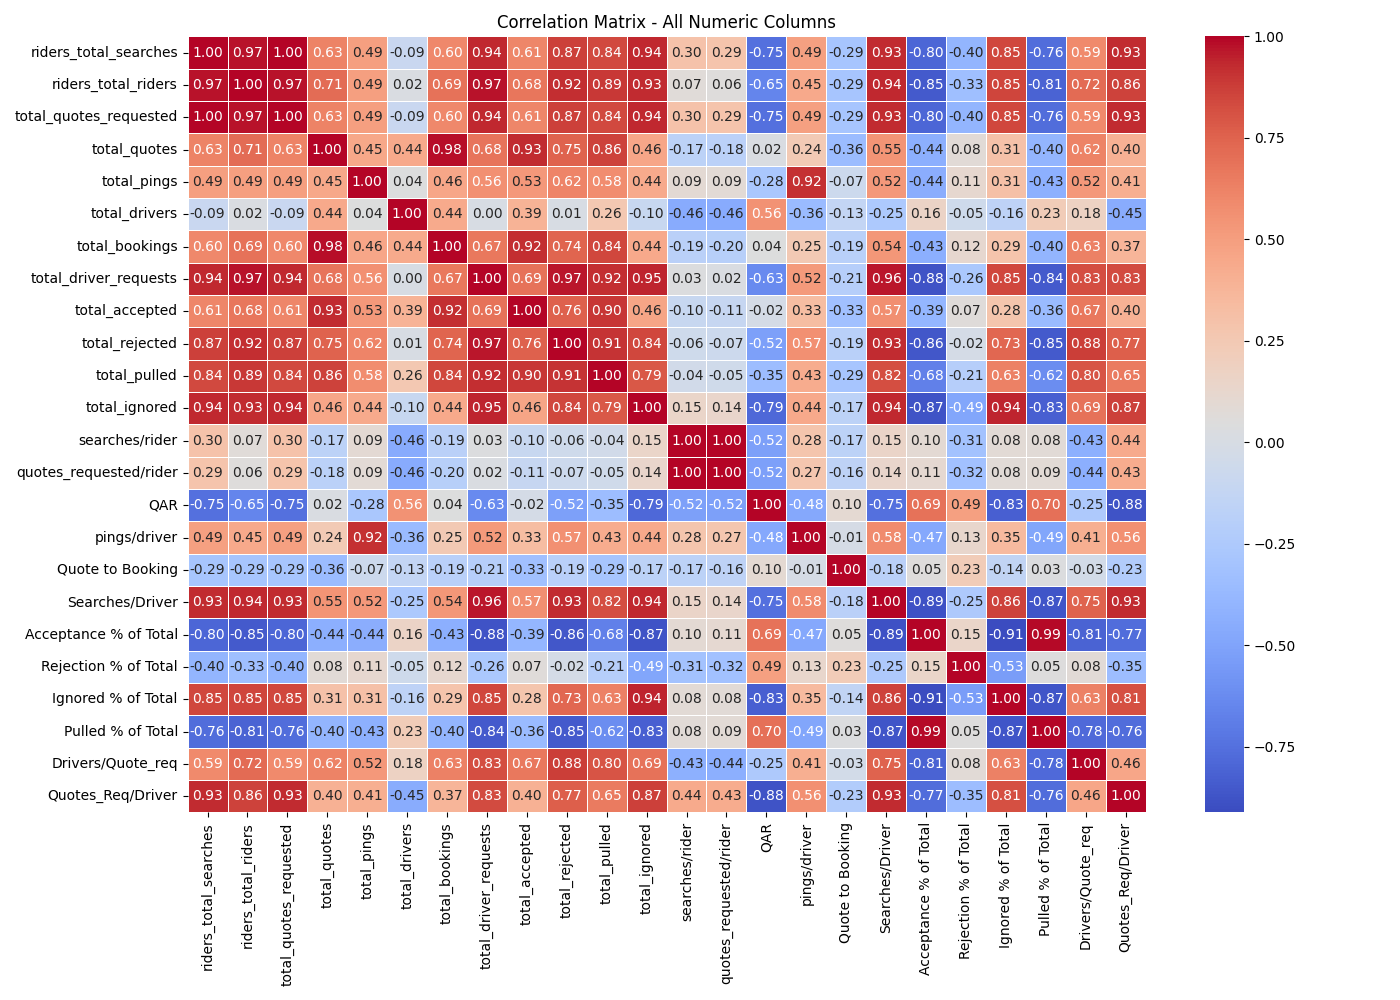 Correlation Matrix - All Numeric Columns
riders_total_searches 1.00 0.97 1.00 0.63 0.49 -0.09 0.60 0.94 0.61 0.87 0.84 0.94 0.30 0.29 -0.75 0.49 -0.29 0.93 -0.80 -0.40 0.85 -0.76 0.59 0.93
riders_total_riders 0.97 1.00 0.97 0.71 0.49 0.02 0.69 0.97 0.68 0.92 0.89 0.93 0.07 0.06 -0.65 0.45 -0.29 0.94 -0.85 -0.33 0.85 -0.81 0.72 0.86
total_quotes_requested 1.00 0.97 1.00 0.63 0.49 -0.09 0.60 0.94 0.61 0.87 0.84 0.94 0.30 0.29 -0.75 0.49 -0.29 0.93 -0.80 -0.40 0.85 -0.76 0.59 0.93
total_quotes 0.63 0.71 0.63 1.00 0.45 0.44 0.98 0.68 0.93 0.75 0.86 0.46 -0.17 -0.18 0.02 0.24 -0.36 0.55 -0.44 0.08 0.31 -0.40 0.62 0.40
total_pings 0.49 0.49 0.49 0.45 1.00 0.04 0.46 0.56 0.53 0.62 0.58 0.44 0.09 0.09 -0.28 0.92 -0.07 0.52 -0.44 0.11 0.31 -0.43 0.52 0.41
total_drivers -0.09 0.02 -0.09 0.44 0.04 1.00 0.44 0.00 0.39 0.01 0.26 -0.10 -0.46 -0.46 0.56 -0.36 -0.13 -0.25 0.16 -0.05 -0.16 0.23 0.18 -0.45
total_bookings 0.60 0.69 0.60 0.98 0.46 0.44 1.00 0.67 0.92 0.74 0.84 0.44 -0.19 -0.20 0.04 0.25 -0.19 0.54 -0.43 0.12 0.29 -0.40 0.63 0.37
total_driver_requests 0.94 0.97 0.94 0.68 0.56 0.00 0.67 1.00 0.69 0.97 0.92 0.95 0.03 0.02 -0.63 0.52 -0.21 0.96 -0.88 -0.26 0.85 -0.84 0.83 0.83
total_accepted 0.61 0.68 0.61 0.93 0.53 0.39 0.92 0.69 1.00 0.76 0.90 0.46 -0.10 -0.11 -0.02 0.33 -0.33 0.57 -0.39 0.07 0.28 -0.36 0.67 0.40
total_rejected 0.87 0.92 0.87 0.75 0.62 0.01 0.74 0.97 0.76 1.00 0.91 0.84 -0.06 -0.07 -0.52 0.57 -0.19 0.93 -0.86 -0.02 0.73 -0.85 0.88 0.77
total_pulled 0.84 0.89 0.84 0.86 0.58 0.26 0.84 0.92 0.90 0.91 1.00 0.79 -0.04 -0.05 -0.35 0.43 -0.29 0.82 -0.68 -0.21 0.63 -0.62 0.80 0.65
total_ignored 0.94 0.93 0.94 0.46 0.44 -0.10 0.44 0.95 0.46 0.84 0.79 1.00 0.15 0.14 -0.79 0.44 -0.17 0.94 -0.87 -0.49 0.94 -0.83 0.69 0.87
searches/rider 0.30 0.07 0.30 -0.17 0.09 -0.46 -0.19 0.03 -0.10 -0.06 -0.04 0.15 1.00 1.00 -0.52 0.28 -0.17 0.15 0.10 -0.31 0.08 0.08 -0.43 0.44
quotes_requested/rider 0.29 0.06 0.29 -0.18 0.09 -0.46 -0.20 0.02 -0.11 -0.07 -0.05 0.14 1.00 1.00 -0.52 0.27 -0.16 0.14 0.11 -0.32 0.08 0.09 -0.44 0.43
QAR -0.75 -0.65 -0.75 0.02 -0.28 0.56 0.04 -0.63 -0.02 -0.52 -0.35 -0.79 -0.52 -0.52 1.00 -0.48 0.10 -0.75 0.69 0.49 -0.83 0.70 -0.25 -0.88
pings/driver 0.49 0.45 0.49 0.24 0.92 -0.36 0.25 0.52 0.33 0.57 0.43 0.44 0.28 0.27 -0.48 1.00 -0.01 0.58 -0.47 0.13 0.35 -0.49 0.41 0.56
Quote to Booking -0.29 -0.29 -0.29 -0.36 -0.07 -0.13 -0.19 -0.21 -0.33 -0.19 -0.29 -0.17 -0.17 -0.16 0.10 -0.01 1.00 -0.18 0.05 0.23 -0.14 0.03 -0.03 -0.23
Searches/Driver 0.93 0.94 0.93 0.55 0.52 -0.25 0.54 0.96 0.57 0.93 0.82 0.94 0.15 0.14 -0.75 0.58 -0.18 1.00 -0.89 -0.25 0.86 -0.87 0.75 0.93
Acceptance % of Total -0.80 -0.85 -0.80 -0.44 -0.44 0.16 -0.43 -0.88 -0.39 -0.86 -0.68 -0.87 0.10 0.11 0.69 -0.47 0.05 -0.89 1.00 0.15 -0.91 0.99 -0.81 -0.77
Rejection % of Total -0.40 -0.33 -0.40 0.08 0.11 -0.05 0.12 -0.26 0.07 -0.02 -0.21 -0.49 -0.31 -0.32 0.49 0.13 0.23 -0.25 0.15 1.00 -0.53 0.05 0.08 -0.35
Ignored % of Total 0.85 0.85 0.85 0.31 0.31 -0.16 0.29 0.85 0.28 0.73 0.63 0.94 0.08 0.08 -0.83 0.35 -0.14 0.86 -0.91 -0.53 1.00 -0.87 0.63 0.81
Pulled % of Total -0.76 -0.81 -0.76 -0.40 -0.43 0.23 -0.40 -0.84 -0.36 -0.85 -0.62 -0.83 0.08 0.09 0.70 -0.49 0.03 -0.87 0.99 0.05 -0.87 1.00 -0.78 -0.76
Drivers/Quote_req 0.59 0.72 0.59 0.62 0.52 0.18 0.63 0.83 0.67 0.88 0.80 0.69 -0.43 -0.44 -0.25 0.41 -0.03 0.75 -0.81 0.08 0.63 -0.78 1.00 0.46
Quotes_Req/Driver 0.93 0.86 0.93 0.40 0.41 -0.45 0.37 0.83 0.40 0.77 0.65 0.87 0.44 0.43 -0.88 0.56 -0.23 0.93 -0.77 -0.35 0.81 -0.76 0.46 1.00
riders_total_searches
riders_total_riders
total_quotes_requested
total_quotes
total_pings
total_drivers
total_bookings
total_driver_requests
total_accepted
total_rejected
total_pulled
total_ignored
searches/rider
quotes_requested/rider
QAR
pings/driver
Quote to Booking
Searches/Driver
Acceptance % of Total
Rejection % of Total
Ignored % of Total
Pulled % of Total
Drivers/Quote_req
Quotes_Req/Driver
1.00
0.75
0.50
0.25
0.00
−0.25
−0.50
−0.75